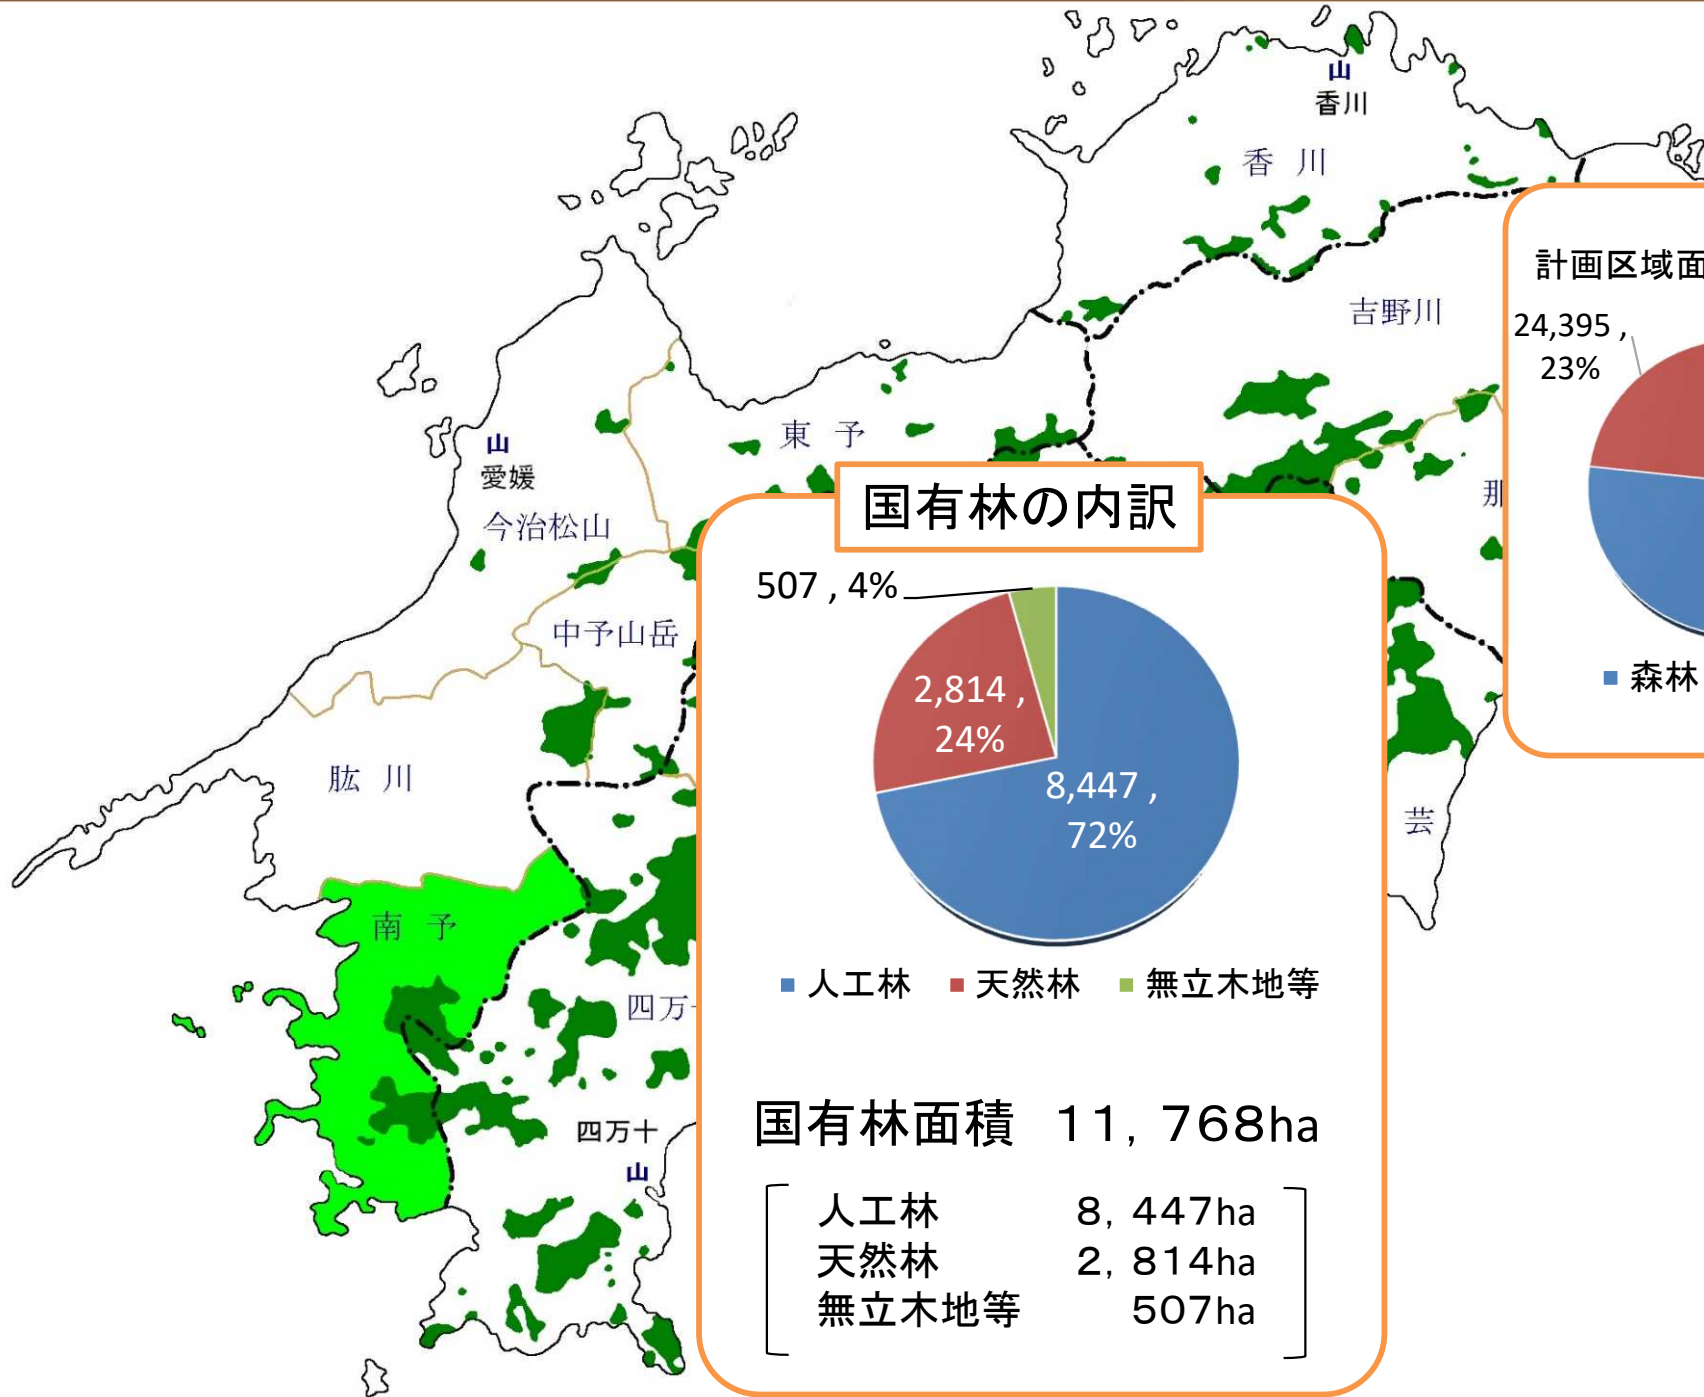 山
香川
香 川
吉野川
計画区域面
24,395 ,
23%
森林
東 予
山
愛媛
今治松山
中予山岳
肱 川
南 予
四万
四万十
山
那
芸
国有林の内訳
507 , 4%
2,814 ,
24%
8,447 ,
72%
人工林 天然林 無立木地等
国有林面積 11，768ha
人工林 8，447ha
天然林 2，814ha
無立木地等 507ha